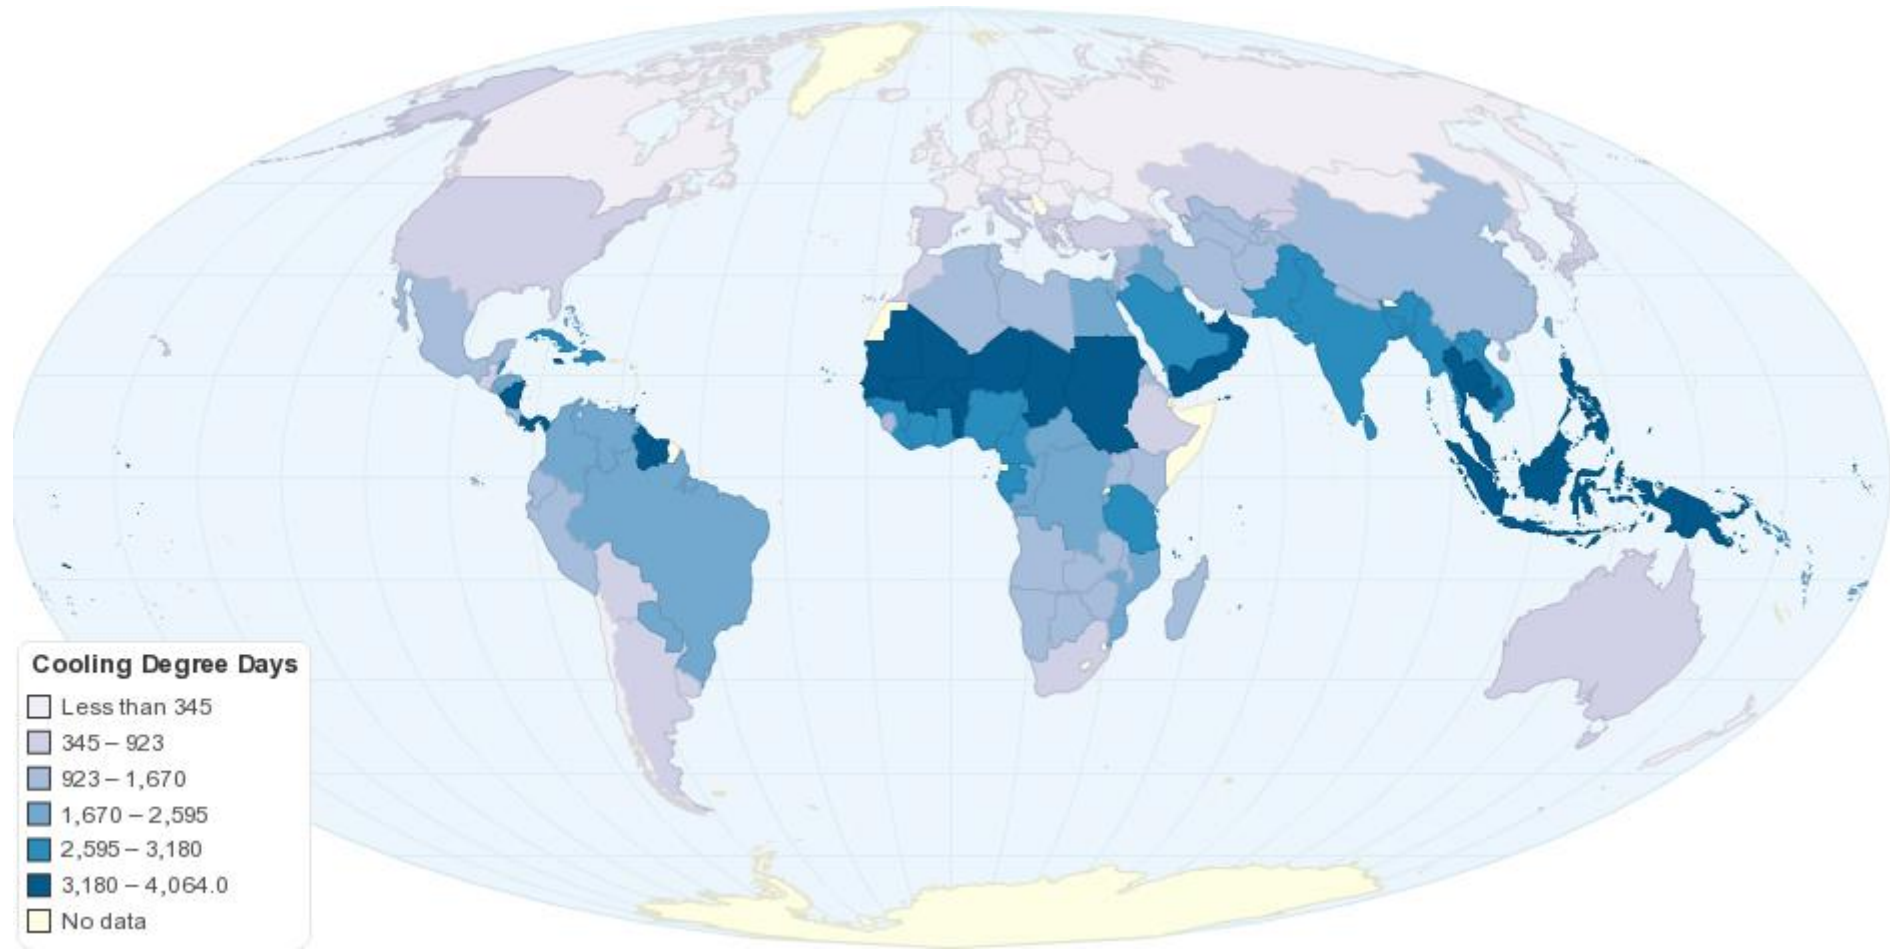 Cooling Degree Days
Less than 345
345 – 923
923 – 1,670
1,670 – 2,595
2,595 – 3,180
3,180 – 4,064.0
No data